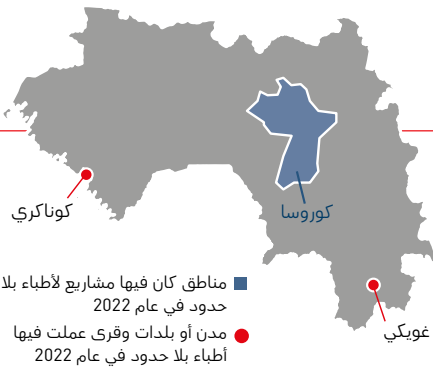 كوروسا
كوناكري
غويكي
مناطق كان فيها مشاريع لأطباء بلا
حدود في عام 2022
مدن أو بلدات وقرى عملت فيها
أطباء بلا حدود في عام 2022